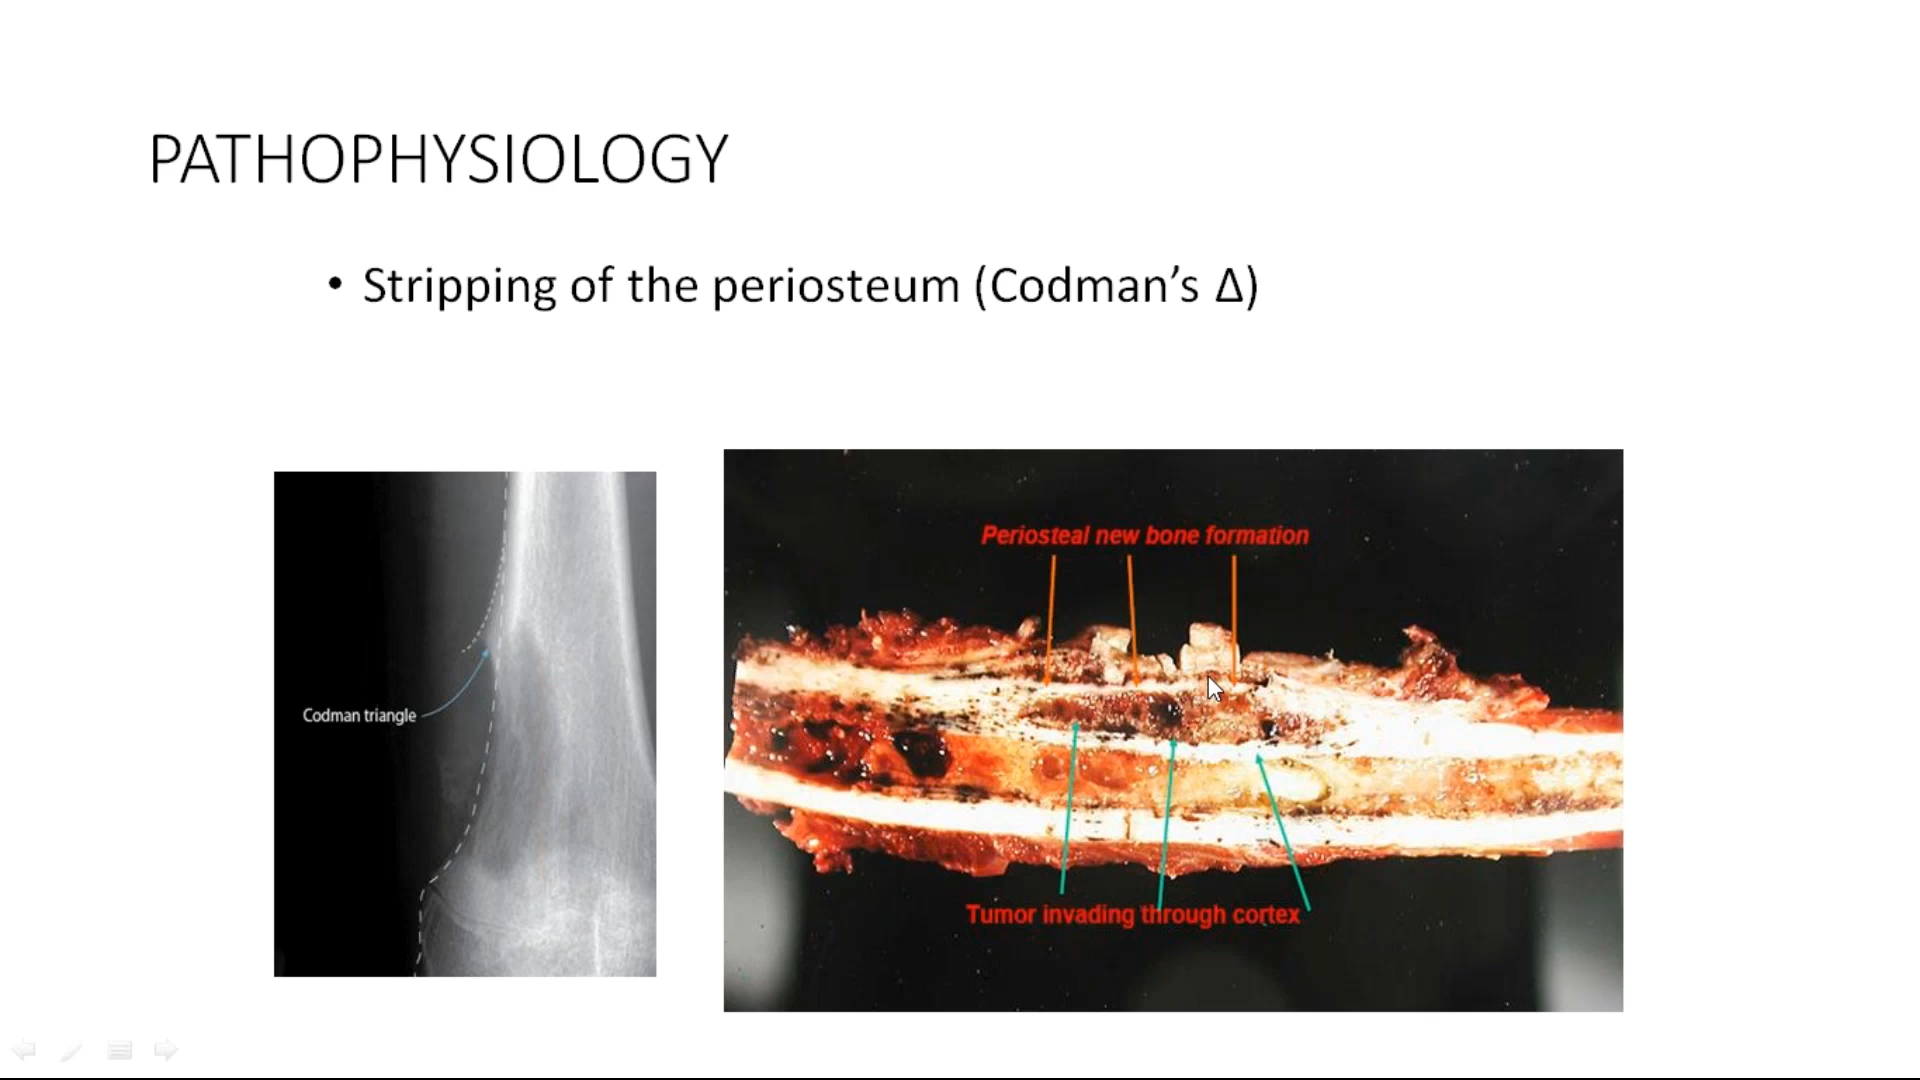 PATHOPHYSIOLOGY
• Stripping of the periosteum (Codman’s Δ)
Codman triangle
Periosteal new bone formation
Tumor invading through cortex